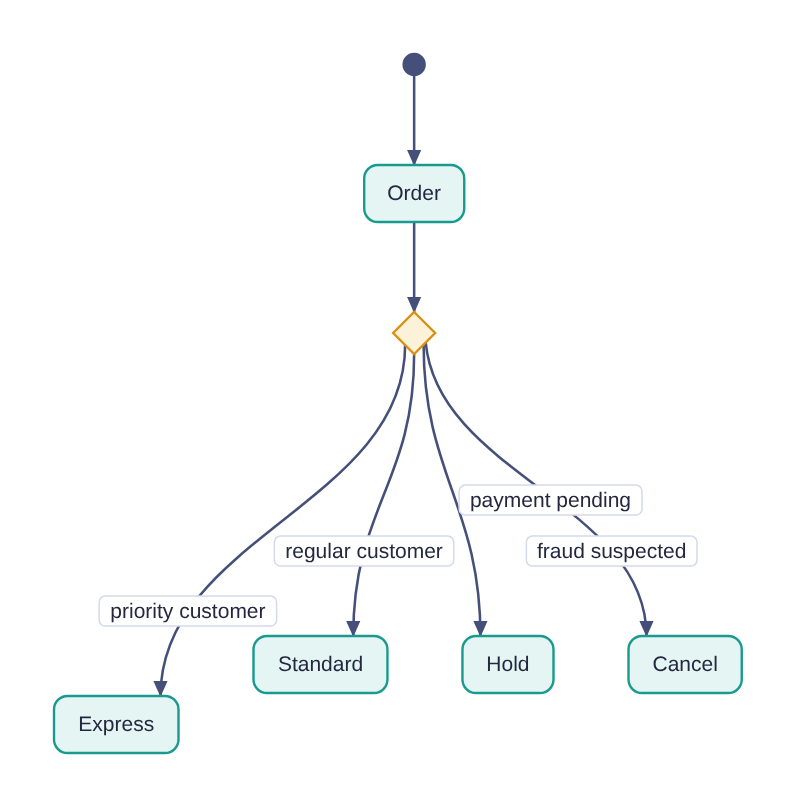 Order
payment pending
regular customer
fraud suspected
priority customer
Standard
Hold
Cancel
Express